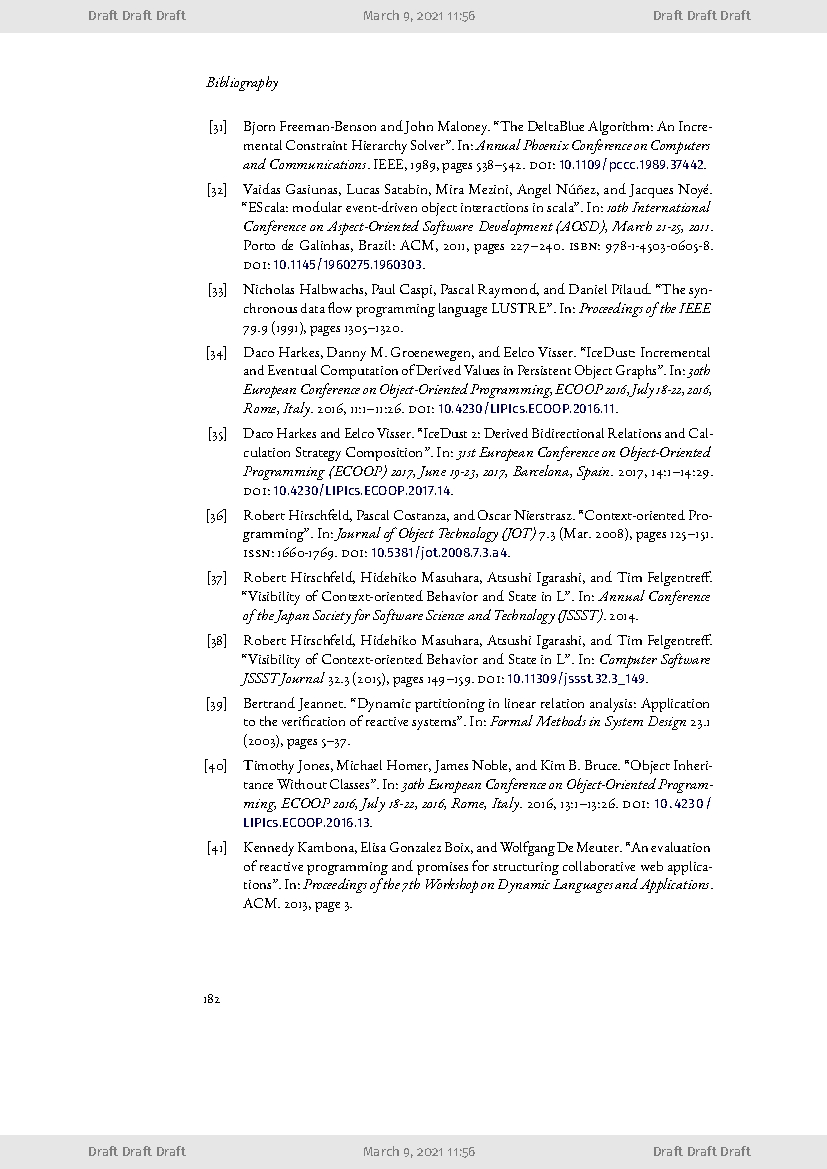 Draft Draft Draft March 9, 2021 11:56 Draft Draft Draft
Bibliography
[31] Bjorn Freeman-Benson and John Maloney. “The DeltaBlue Algorithm: An Incre-
mental Constraint Hierarchy Solver”. In: Annual Phoenix Conference on Computers
and Communications. IEEE, 1989, pages 538–542. DOI: 10.1109/pccc.1989.37442.
[32] Vaidas Gasiunas, Lucas Satabin, Mira Mezini, Angel Núñez, and Jacques Noyé.
“EScala: modular event-driven object interactions in scala”. In: 10th International
Conference on Aspect-Oriented Software Development (AOSD), March 21-25, 2011.
Porto de Galinhas, Brazil: ACM, 2011, pages 227–240. ISBN: 978-1-4503-0605-8.
DOI: 10.1145/1960275.1960303.
[33] Nicholas Halbwachs, Paul Caspi, Pascal Raymond, and Daniel Pilaud. “The syn-
chronous data flow programming language LUSTRE”. In: Proceedings of the IEEE
79.9 (1991), pages 1305–1320.
[34] Daco Harkes, Danny M. Groenewegen, and Eelco Visser. “IceDust: Incremental
and Eventual Computation of Derived Values in Persistent Object Graphs”. In: 30th
European Conference on Object-Oriented Programming, ECOOP 2016, July 18-22, 2016,
Rome, Italy. 2016, 11:1–11:26. DOI: 10.4230/LIPIcs.ECOOP.2016.11.
[35] Daco Harkes and Eelco Visser. “IceDust 2: Derived Bidirectional Relations and Cal-
culation Strategy Composition”. In: 31st European Conference on Object-Oriented
Programming (ECOOP) 2017, June 19-23, 2017, Barcelona, Spain. 2017, 14:1–14:29.
DOI: 10.4230/LIPIcs.ECOOP.2017.14.
[36] Robert Hirschfeld, Pascal Costanza, and Oscar Nierstrasz. “Context-oriented Pro-
gramming”. In: Journal of Object Technology (JOT) 7.3 (Mar. 2008), pages 125–151.
ISSN: 1660-1769. DOI: 10.5381/jot.2008.7.3.a4.
[37] Robert Hirschfeld, Hidehiko Masuhara, Atsushi Igarashi, and Tim Felgentreff.
“Visibility of Context-oriented Behavior and State in L”. In: Annual Conference
of the Japan Society for Software Science and Technology (JSSST). 2014.
[38] Robert Hirschfeld, Hidehiko Masuhara, Atsushi Igarashi, and Tim Felgentreff.
“Visibility of Context-oriented Behavior and State in L”. In: Computer Software
JSSST Journal 32.3 (2015), pages 149–159. DOI: 10.11309/jssst.32.3_149.
[39] Bertrand Jeannet. “Dynamic partitioning in linear relation analysis: Application
to the verification of reactive systems”. In: Formal Methods in System Design 23.1
(2003), pages 5–37.
[40] Timothy Jones, Michael Homer, James Noble, and Kim B. Bruce. “Object Inheri-
tance Without Classes”. In: 30th European Conference on Object-Oriented Program-
ming, ECOOP 2016, July 18-22, 2016, Rome, Italy. 2016, 13:1–13:26. DOI: 10.4230/
LIPIcs.ECOOP.2016.13.
[41] Kennedy Kambona, Elisa Gonzalez Boix, and Wolfgang De Meuter. “An evaluation
of reactive programming and promises for structuring collaborative web applica-
tions”. In: Proceedings of the 7th Workshop on Dynamic Languages and Applications.
ACM. 2013, page 3.
182
Draft Draft Draft March 9, 2021 11:56 Draft Draft Draft